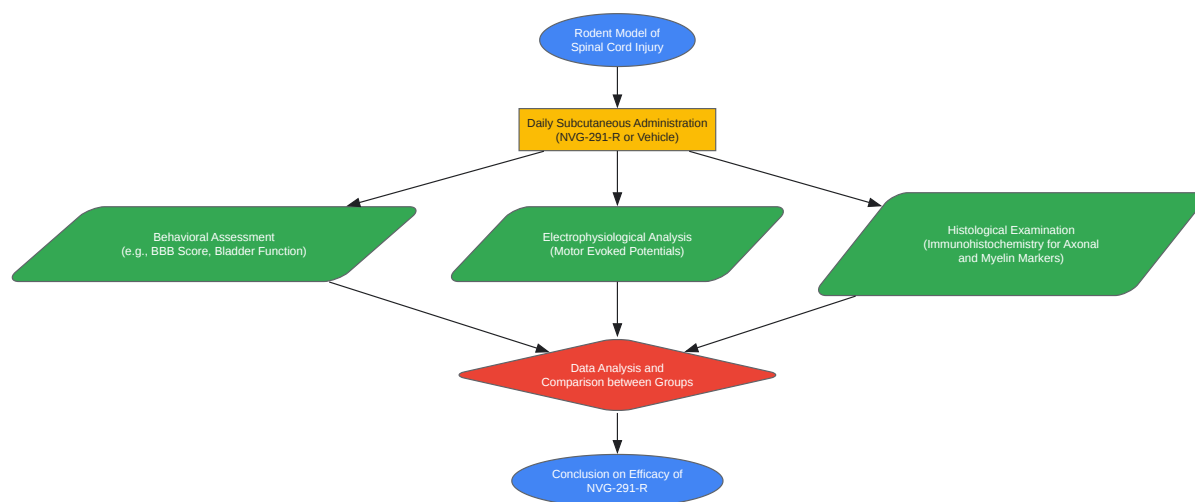 Rodent Model of
Spinal Cord Injury
Daily Subcutaneous Administration
(NVG-291-R or Vehicle)
Behavioral Assessment
(e.g., BBB Score, Bladder Function)
Electrophysiological Analysis
(Motor Evoked Potentials)
Histological Examination
(Immunohistochemistry for Axonal
and Myelin Markers)
Data Analysis and
Comparison between Groups
Conclusion on Efficacy of
NVG-291-R